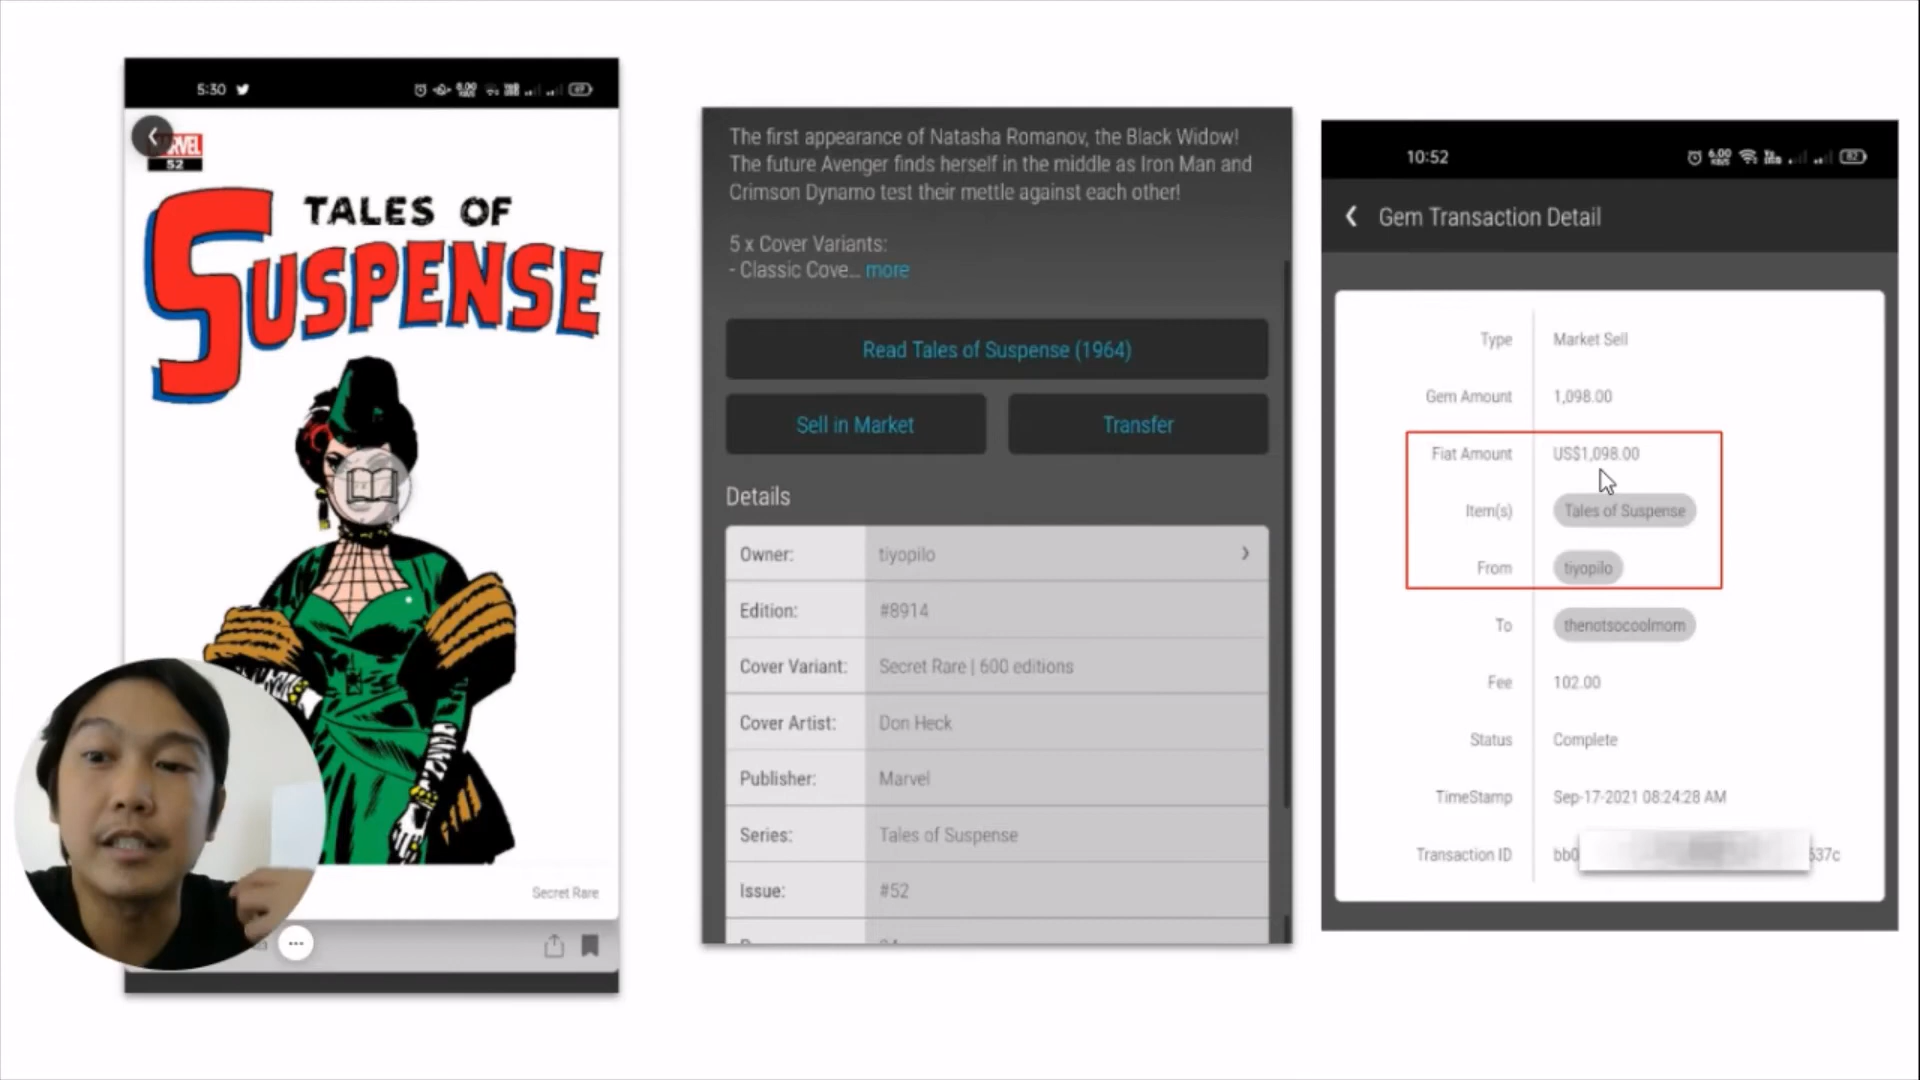 5:30
52
TALES OF
SUSPENSE
Secret Rare
The first appearance of Natasha Romanov, the Black Widow!
The future Avenger finds herself in the middle as Iron Man and
Crimson Dynamo test their mettle against each other!
5 x Cover Variants:
- Classic Cove... more
Read Tales of Suspense (1964)
Sell in Market
Transfer
Details
Owner: tiyopilo
Edition: #8914
Cover Variant: Secret Rare | 600 editions
Cover Artist: Don Heck
Publisher: Marvel
Series: Tales of Suspense
Issue: #52
10:52
Gem Transaction Detail
Type Market Sell
Gem Amount 1,098.00
Fiat Amount US$1,098.00
Item(s) Tales of Suspense
From tiyopilo
To thenotsocoolmom
Fee 102.00
Status Complete
TimeStamp Sep-17-2021 08:24:28 AM
Transaction ID bb0 537c